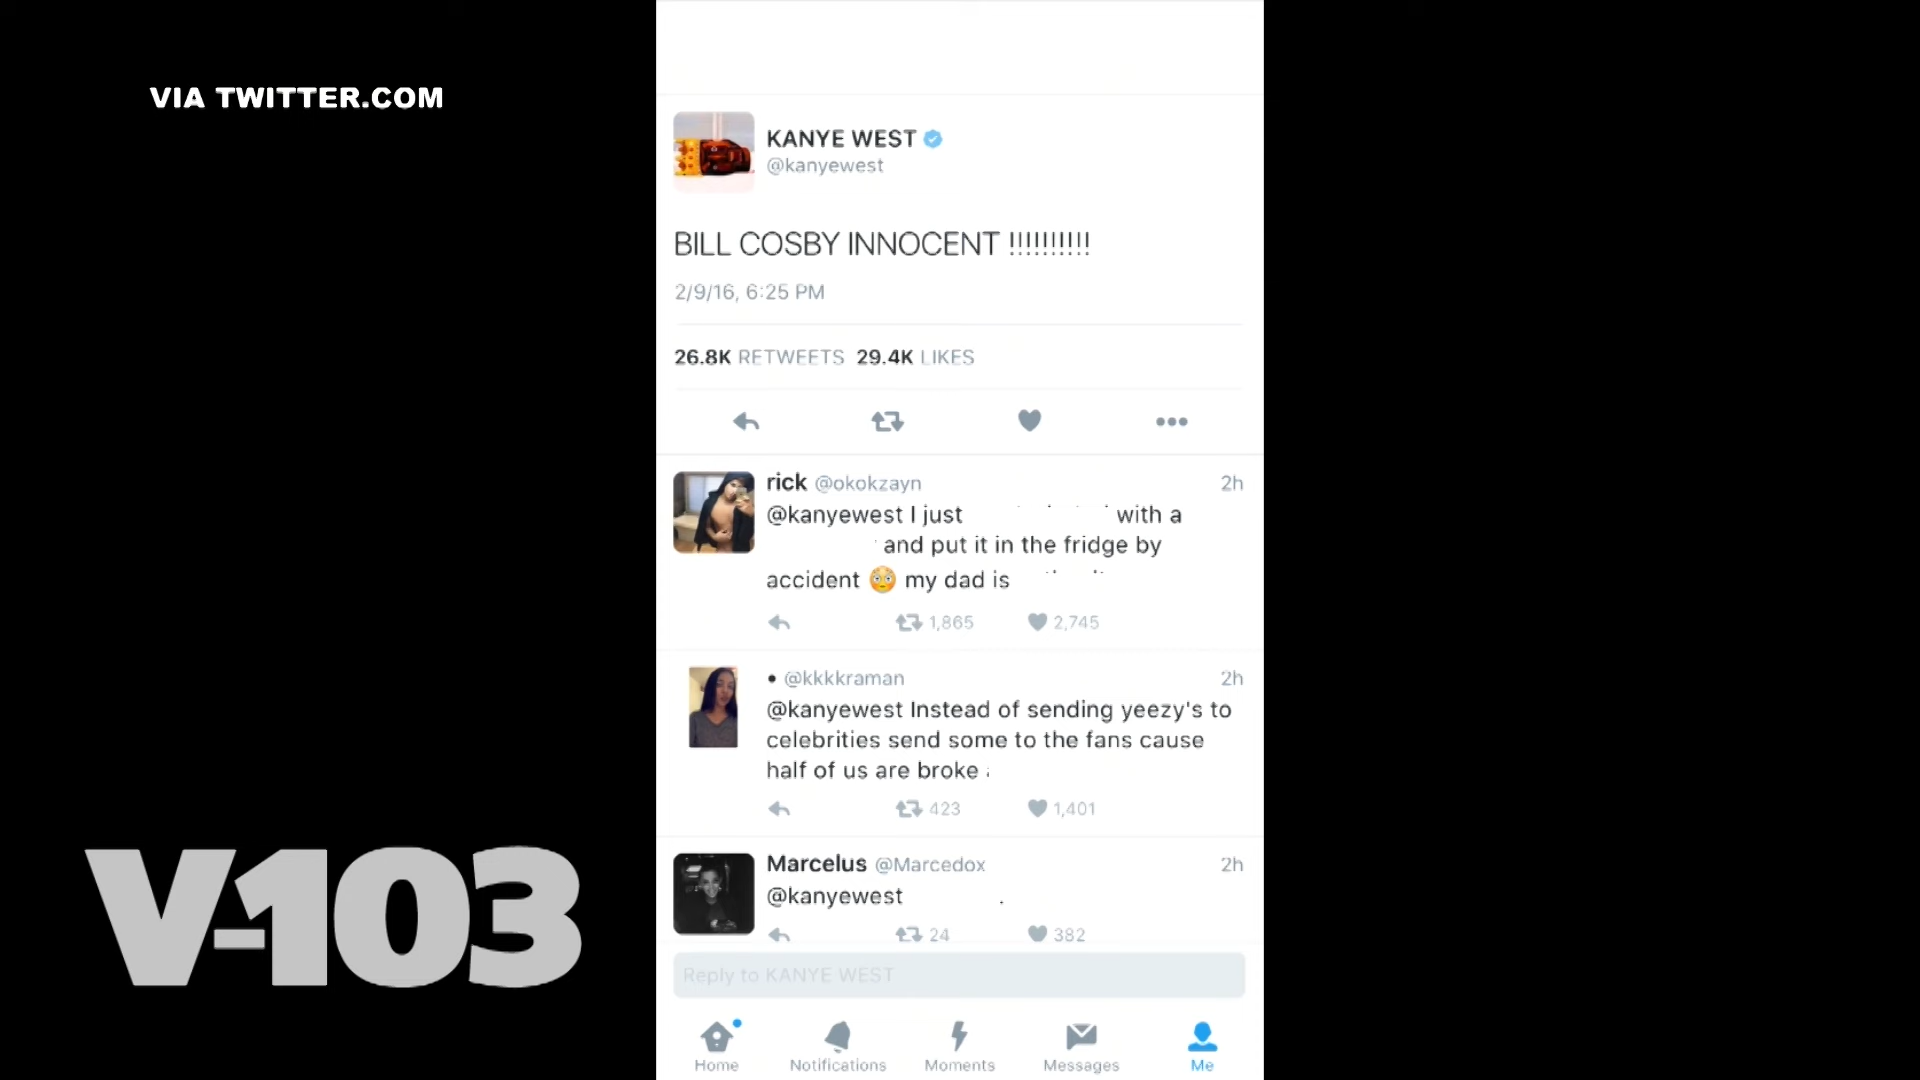 VIA TWITTER.COM
KANYE WEST
@kanyewest
BILL COSBY INNOCENT !!!!!!!!!!
2/9/16, 6:25 PM
26.8K RETWEETS 29.4K LIKES
rick @okokzayn 2h
@kanyewest I just with a
and put it in the fridge by
accident 😳 my dad is
1,865 2,745
• @kkkkraman 2h
@kanyewest Instead of sending yeezy's to
celebrities send some to the fans cause
half of us are broke
423 1,401
Marcelus @Marcedox 2h
@kanyewest
24 382
Reply to KANYE WEST
Home Notifications Moments Messages Me
V-103